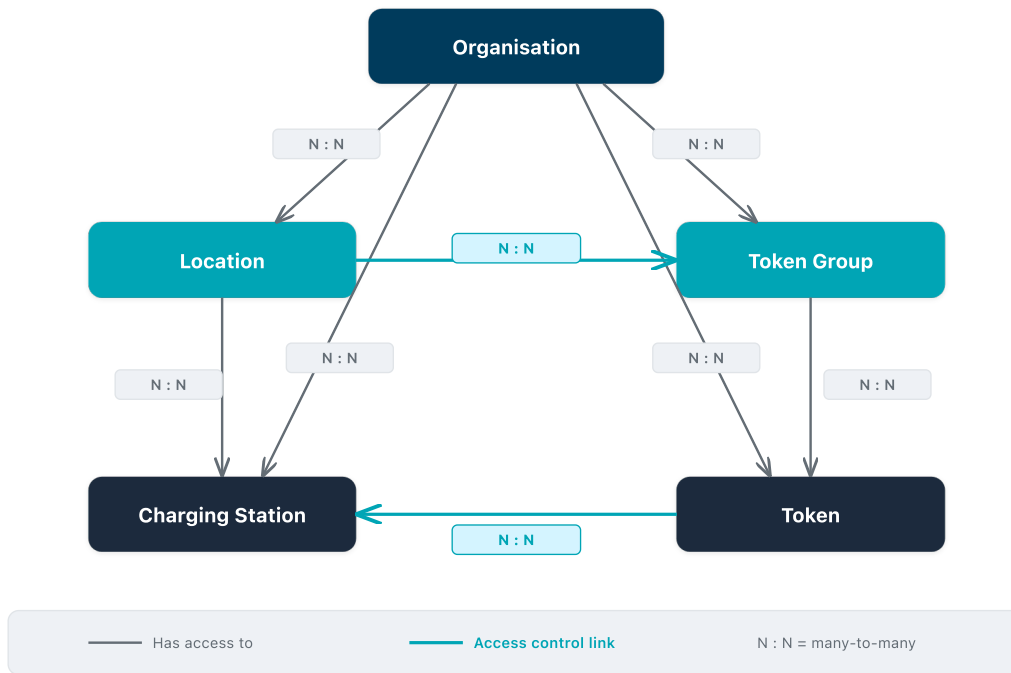 Organisation
N : N
N : N
Location
N : N
Token Group
N : N
N : N
N : N
N : N
Charging Station
Token
N : N
Has access to
Access control link
N : N = many-to-many